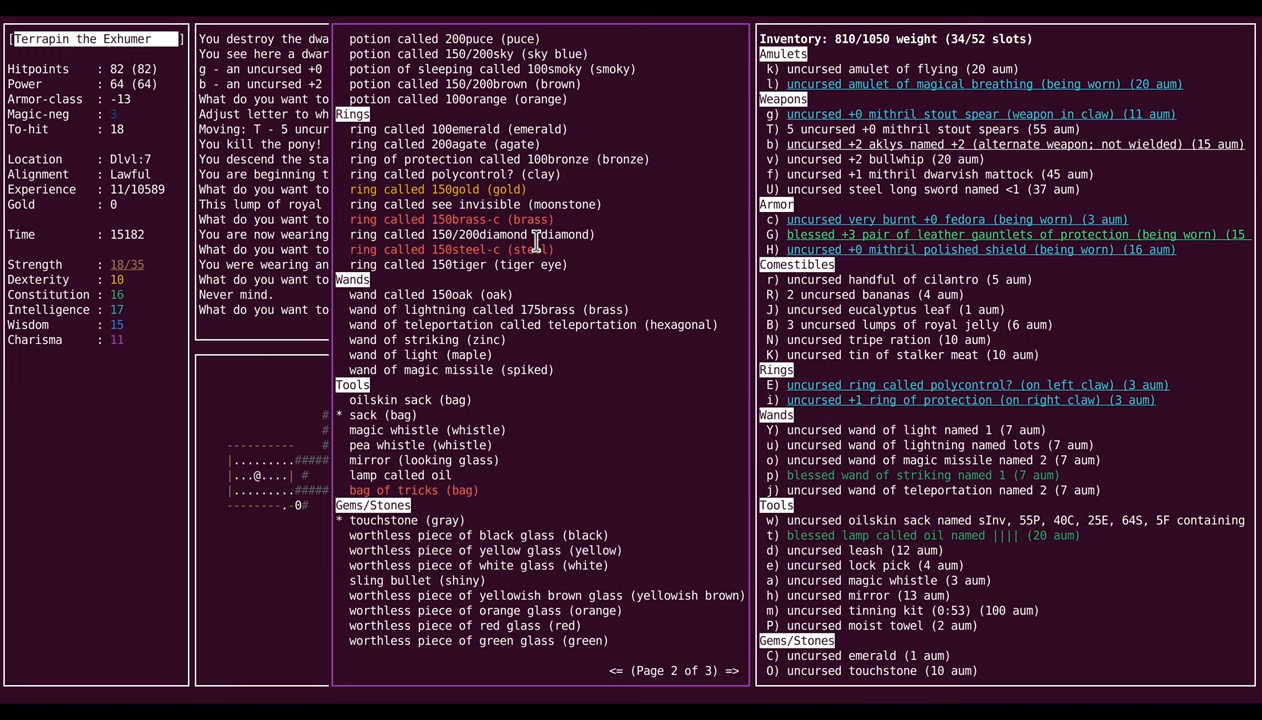 [Terrapin the Exhumer ]
Hitpoints : 82 (82)
Power : 64 (64)
Armor-class : -13
Magic-neg : 3
To-hit : 18
Location : Dlvl:7
Alignment : Lawful
Experience : 11/10589
Gold : 0
Time : 15182
Strength : 18/35
Dexterity : 10
Constitution : 16
Intelligence : 17
Wisdom : 15
Charisma : 11
You destroy the dwa
You see here a dwar
g - an uncursed +0
b - an uncursed +2
What do you want to
Adjust letter to wh
Moving: T - 5 uncur
You kill the pony!
You descend the sta
You are beginning t
What do you want to
This lump of royal
What do you want to
You are now wearing
What do you want to
You were wearing an
What do you want to
Never mind.
What do you want to
#
#
----------
|.........#####
|...@....| #
|.........#####
--------.-0#
potion called 200puce (puce)
potion called 150/200sky (sky blue)
potion of sleeping called 100smoky (smoky)
potion called 150/200brown (brown)
potion called 100orange (orange)
Rings
ring called 100emerald (emerald)
ring called 200agate (agate)
ring of protection called 100bronze (bronze)
ring called polycontrol? (clay)
ring called 150gold (gold)
ring called see invisible (moonstone)
ring called 150brass-c (brass)
ring called 150/200diamond (diamond)
ring called 150steel-c (steel)
ring called 150tiger (tiger eye)
Wands
wand called 150oak (oak)
wand of lightning called 175brass (brass)
wand of teleportation called teleportation (hexagonal)
wand of striking (zinc)
wand of light (maple)
wand of magic missile (spiked)
Tools
oilskin sack (bag)
* sack (bag)
magic whistle (whistle)
pea whistle (whistle)
mirror (looking glass)
lamp called oil
bag of tricks (bag)
Gems/Stones
* touchstone (gray)
worthless piece of black glass (black)
worthless piece of yellow glass (yellow)
worthless piece of white glass (white)
sling bullet (shiny)
worthless piece of yellowish brown glass (yellowish brown)
worthless piece of orange glass (orange)
worthless piece of red glass (red)
worthless piece of green glass (green)
<= (Page 2 of 3) =>
Inventory: 810/1050 weight (34/52 slots)
Amulets
k) uncursed amulet of flying (20 aum)
l) uncursed amulet of magical breathing (being worn) (20 aum)
Weapons
g) uncursed +0 mithril stout spear (weapon in claw) (11 aum)
T) 5 uncursed +0 mithril stout spears (55 aum)
b) uncursed +2 aklys named +2 (alternate weapon; not wielded) (15 aum)
v) uncursed +2 bullwhip (20 aum)
f) uncursed +1 mithril dwarvish mattock (45 aum)
U) uncursed steel long sword named <1 (37 aum)
Armor
c) uncursed very burnt +0 fedora (being worn) (3 aum)
G) blessed +3 pair of leather gauntlets of protection (being worn) (15
H) uncursed +0 mithril polished shield (being worn) (16 aum)
Comestibles
r) uncursed handful of cilantro (5 aum)
R) 2 uncursed bananas (4 aum)
J) uncursed eucalyptus leaf (1 aum)
B) 3 uncursed lumps of royal jelly (6 aum)
N) uncursed tripe ration (10 aum)
K) uncursed tin of stalker meat (10 aum)
Rings
E) uncursed ring called polycontrol? (on left claw) (3 aum)
i) uncursed +1 ring of protection (on right claw) (3 aum)
Wands
Y) uncursed wand of light named 1 (7 aum)
u) uncursed wand of lightning named lots (7 aum)
o) uncursed wand of magic missile named 2 (7 aum)
p) blessed wand of striking named 1 (7 aum)
j) uncursed wand of teleportation named 2 (7 aum)
Tools
w) uncursed oilskin sack named sInv, 55P, 40C, 25E, 64S, 5F containing
t) blessed lamp called oil named |||| (20 aum)
d) uncursed leash (12 aum)
e) uncursed lock pick (4 aum)
a) uncursed magic whistle (3 aum)
h) uncursed mirror (13 aum)
m) uncursed tinning kit (0:53) (100 aum)
P) uncursed moist towel (2 aum)
Gems/Stones
C) uncursed emerald (1 aum)
O) uncursed touchstone (10 aum)